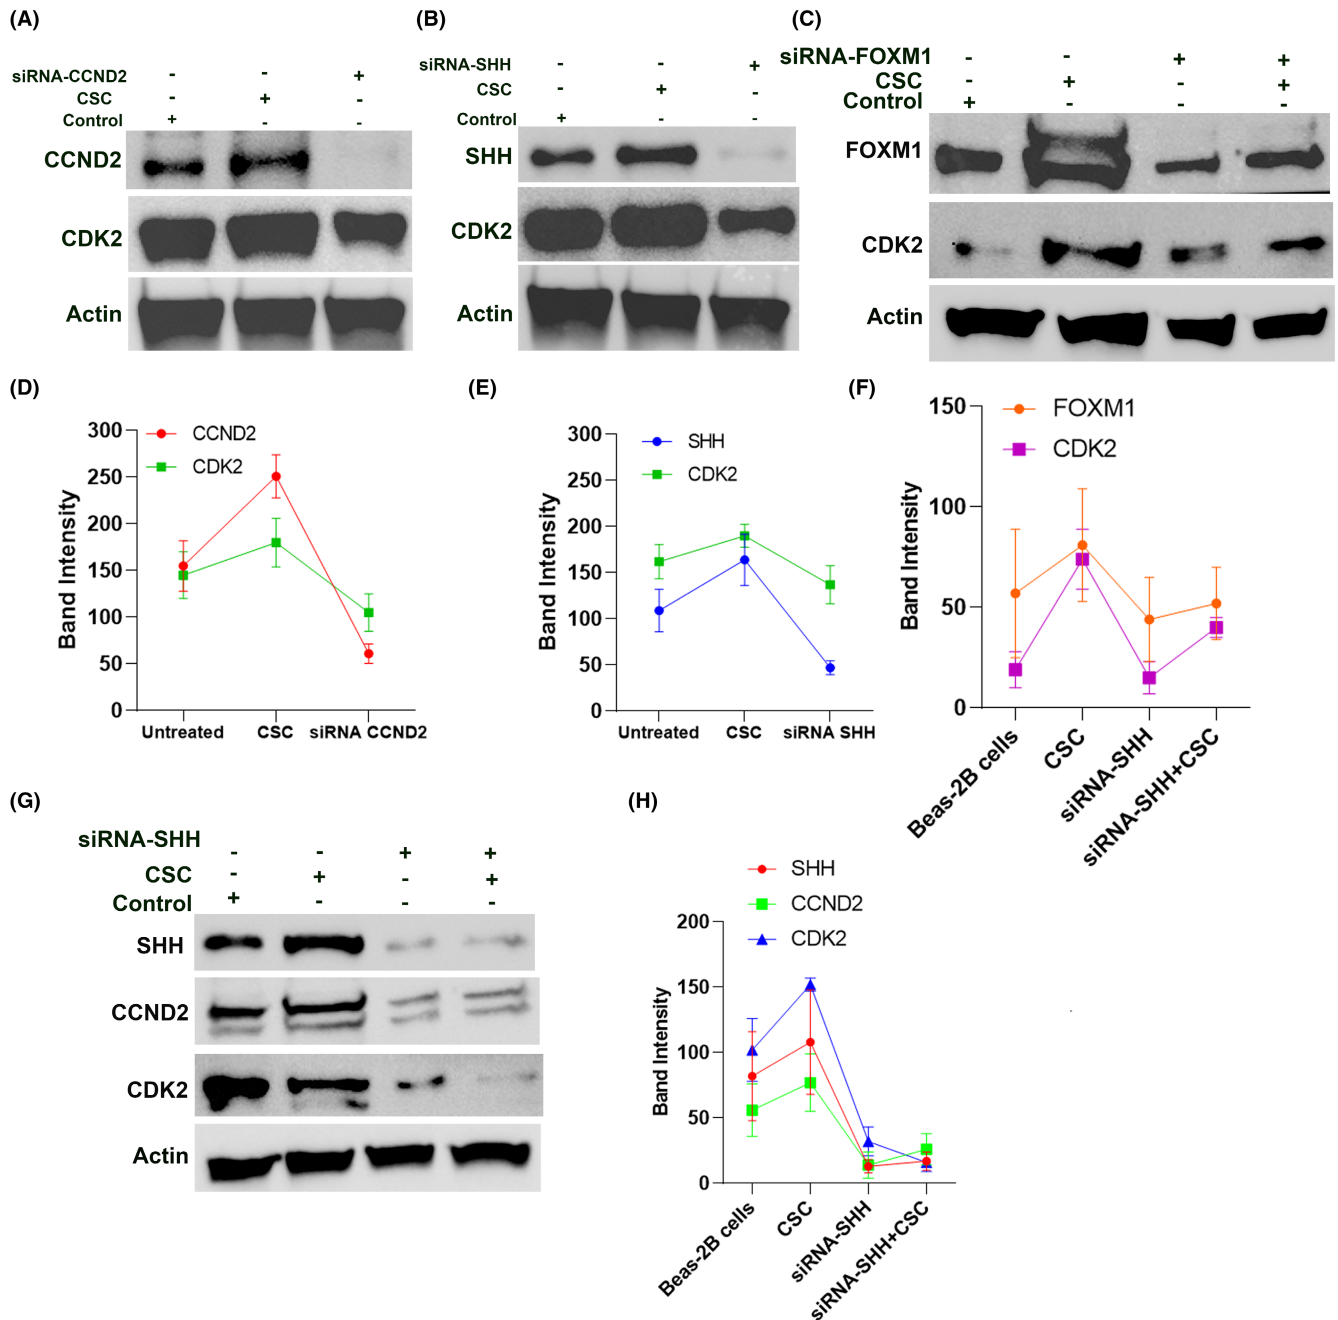 (A)
siRNA-CCND2 - - +
CSC - + -
Control + - -
CCND2
CDK2
Actin
(B)
siRNA-SHH - - +
CSC - + -
Control + - -
SHH
CDK2
Actin
(C)
siRNA-FOXM1 - - + +
CSC - + - +
Control + - - -
FOXM1
CDK2
Actin
(D)
CCND2
CDK2
Band Intensity
300
250
200
150
100
50
0
Untreated CSC siRNA CCND2
(E)
SHH
CDK2
Band Intensity
300
250
200
150
100
50
0
Untreated CSC siRNA SHH
(F)
FOXM1
CDK2
Band Intensity
150
100
50
0
Beas-2B cells
CSC
siRNA-SHH
siRNA-SHH+CSC
(G)
siRNA-SHH - - + +
CSC - + - +
Control + - - -
SHH
CCND2
CDK2
Actin
(H)
SHH
CCND2
CDK2
Band Intensity
200
150
100
50
0
Beas-2B cells
CSC
siRNA-SHH
siRNA-SHH+CSC